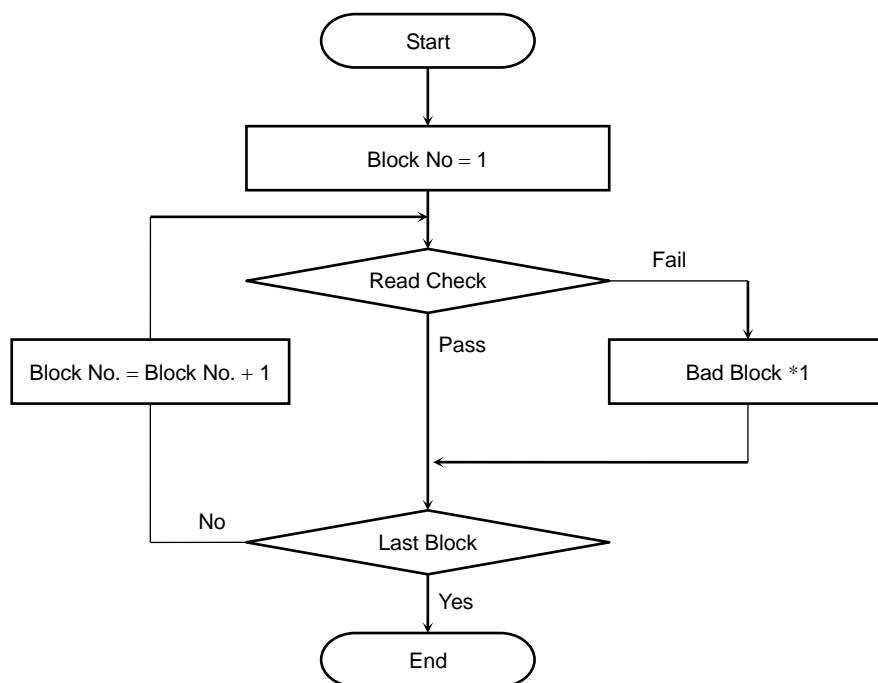 Start
Block No = 1
Read Check
Fail
Pass
Block No. = Block No. + 1
Bad Block *1
No
Last Block
Yes
End